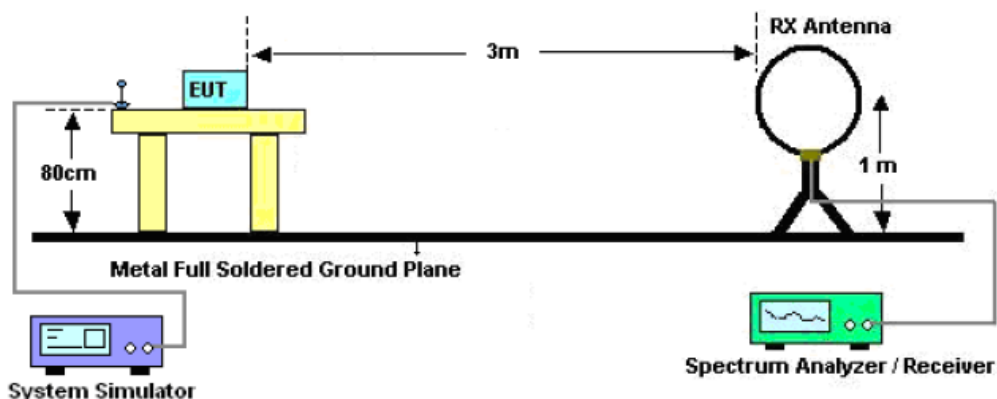 RX Antenna
3m
EUT
80cm
1 m
Metal Full Soldered Ground Plane
Spectrum Analyzer / Receiver
System Simulator